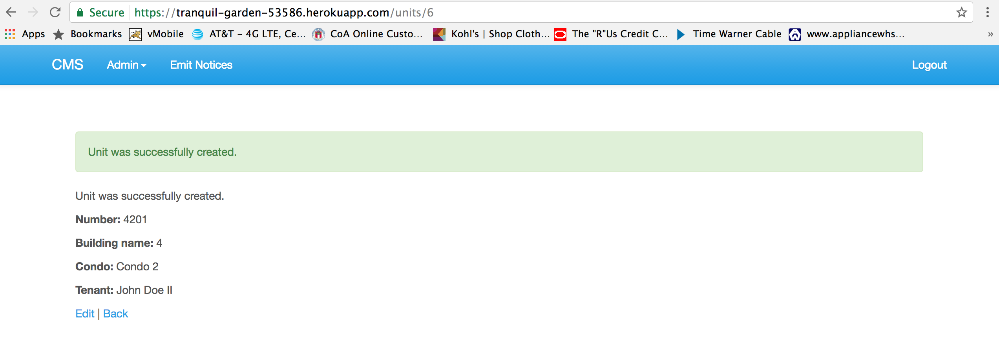 Secure https://tranquil-garden-53586.herokuapp.com/units/6
Apps Bookmarks vMobile AT&T - 4G LTE, Ce... CoA Online Custo... Kohl's | Shop Cloth... The "R"Us Credit C... Time Warner Cable www.appliancewhs... »
CMS Admin Emit Notices Logout
Unit was successfully created.
Unit was successfully created.
Number: 4201
Building name: 4
Condo: Condo 2
Tenant: John Doe II
Edit | Back